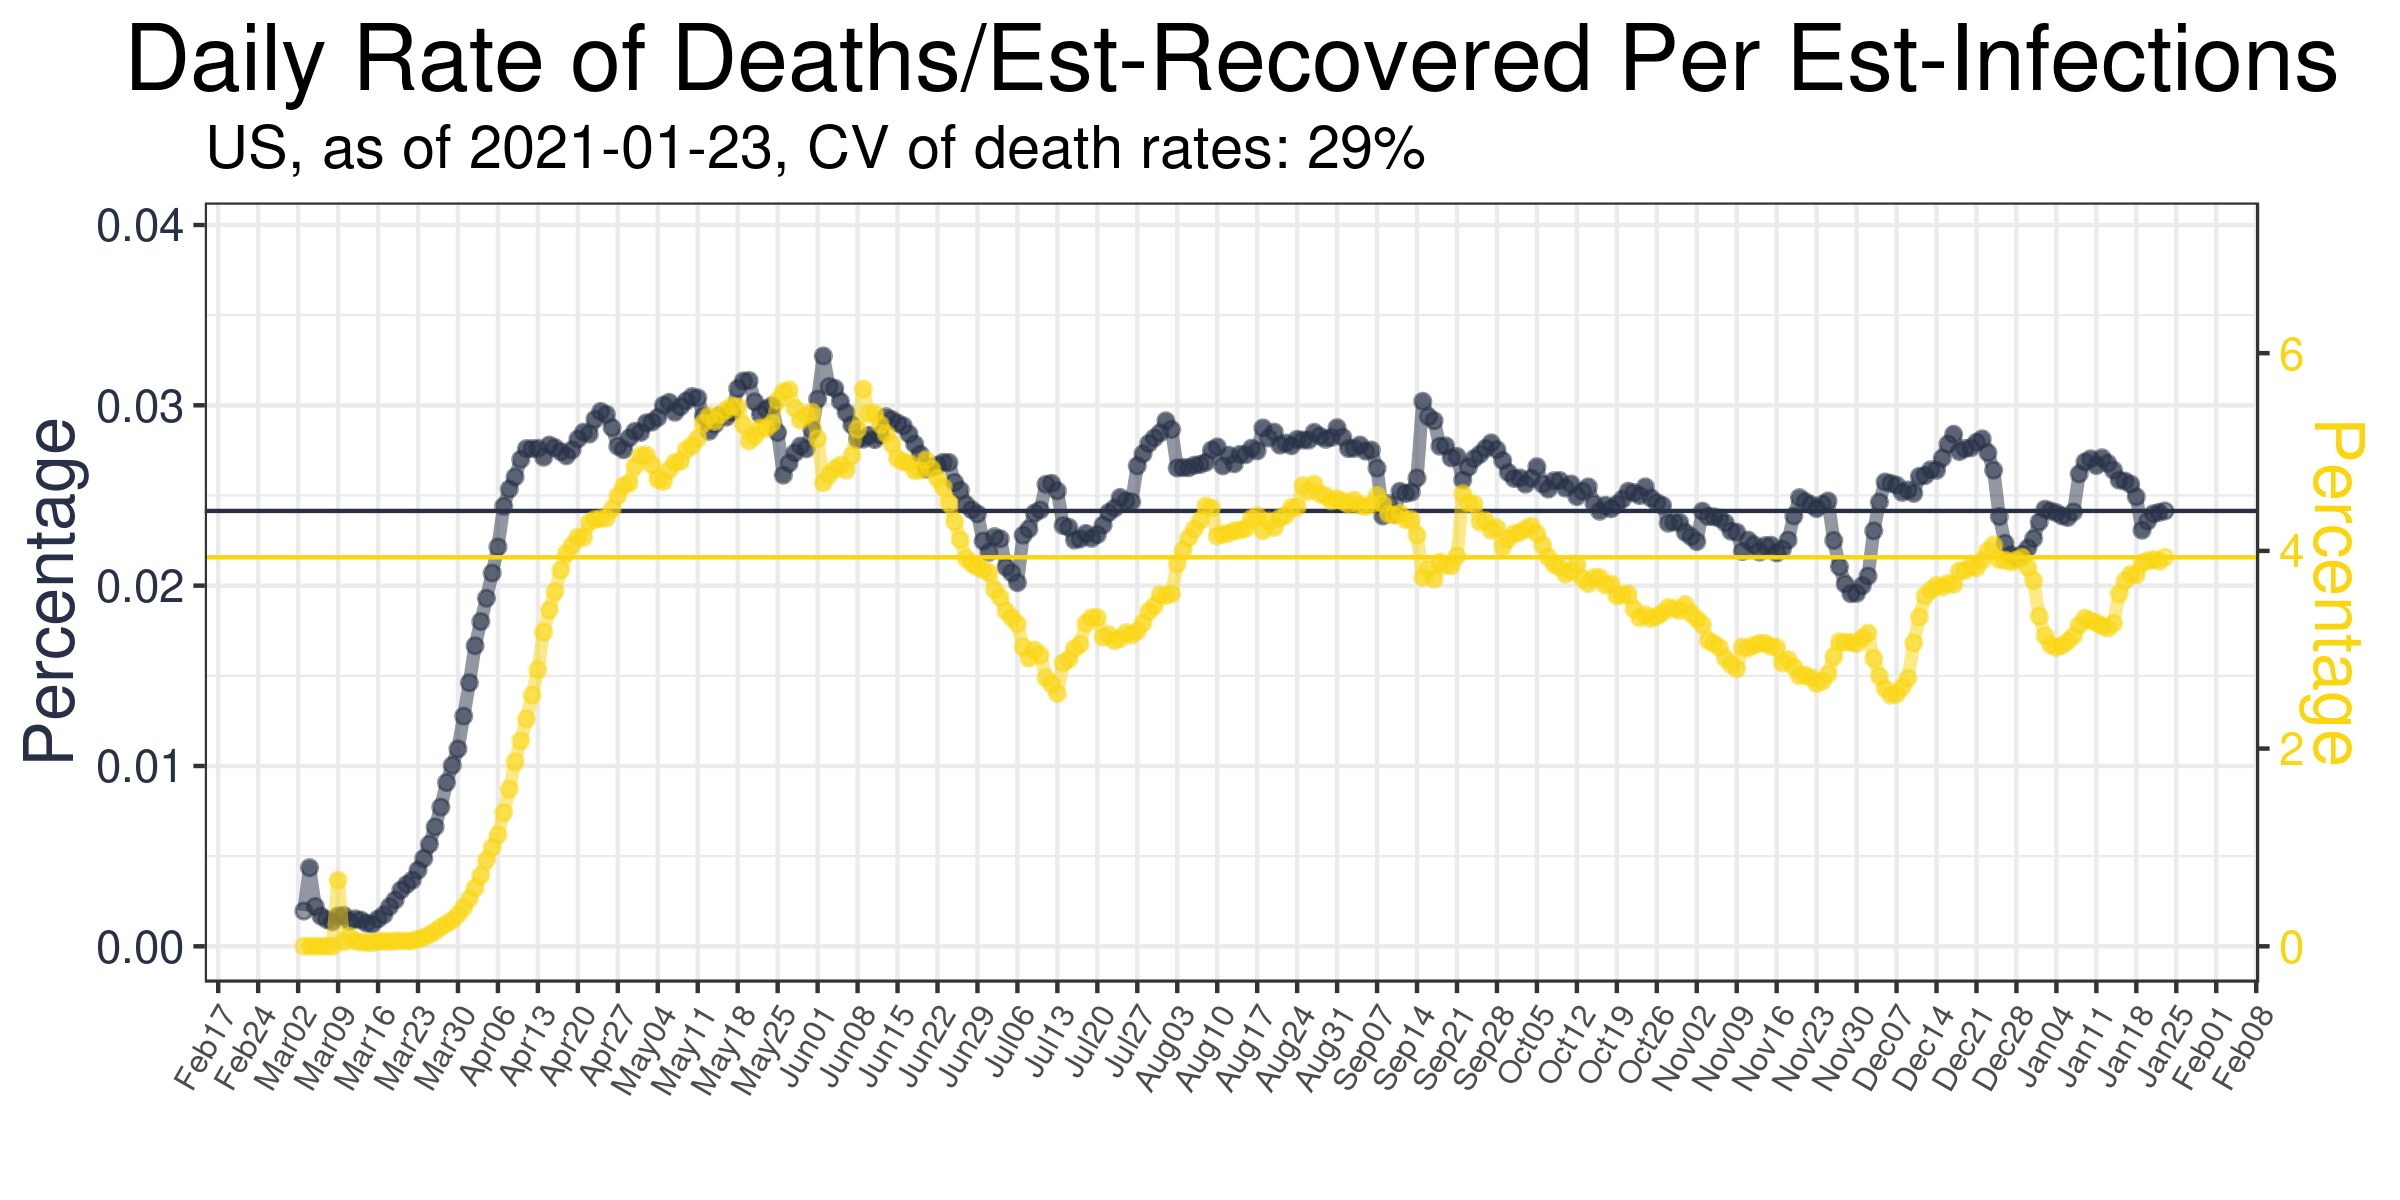 Daily Rate of Deaths/Est-Recovered Per Est-Infections
US, as of 2021-01-23, CV of death rates: 29%
0.04
0.03
0.02
0.01
0.00
Percentage
6
4
2
0
Percentage
Feb17
Feb24
Mar02
Mar09
Mar16
Mar23
Mar30
Apr06
Apr13
Apr20
Apr27
May04
May11
May18
May25
Jun01
Jun08
Jun15
Jun22
Jun29
Jul06
Jul13
Jul20
Jul27
Aug03
Aug10
Aug17
Aug24
Aug31
Sep07
Sep14
Sep21
Sep28
Oct05
Oct12
Oct19
Oct26
Nov02
Nov09
Nov16
Nov23
Nov30
Nov07
Dec14
Dec21
Dec28
Dec04
Jan11
Jan18
Jan25
Feb01
Feb08